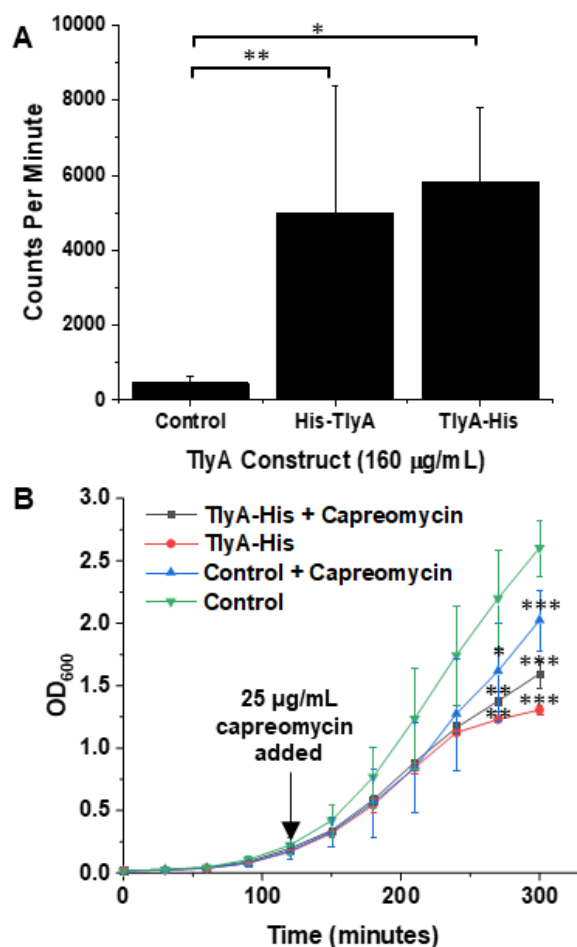 A
Counts Per Minute
10000
8000
6000
4000
2000
0
*
**
Control
His-TlyA
TlyA-His
TlyA Construct (160 μg/mL)
B
OD600
3.0
2.5
2.0
1.5
1.0
0.5
0.0
TlyA-His + Capreomycin
TlyA-His
Control + Capreomycin
Control
25 μg/mL
capreomycin
added
***
*
***
**
***
**
0
100
200
300
Time (minutes)